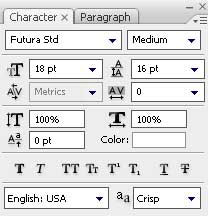 Character × Paragraph
Futura Std Medium
18 pt 16 pt
Metrics 0
100% 100%
0 pt Color:
T T TT Tt T¹ T₁ T T
English: USA aa Crisp